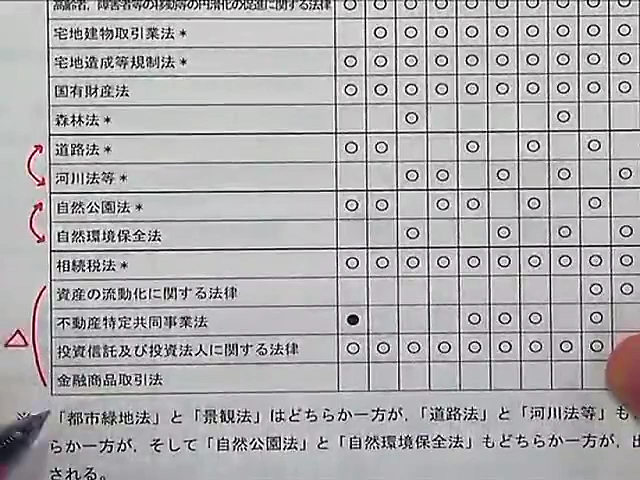 高齢者、障害者等の移動等の円滑化の促進に関する法律 ○ ○ ○ ○ ○ ○ ○ ○ ○ ○
宅地建物取引業法＊ ○ ○ ○ ○ ○ ○ ○ ○ ○
宅地造成等規制法＊ ○ ○ ○ ○ ○ ○ ○ ○ ○ ○
国有財産法 ○ ○ ○ ○ ○ ○ ○ ○ ○ ○
森林法＊ ○ ○
道路法＊ ○ ○ ○ ○ ○
河川法等＊ ○ ○ ○ ○ ○
自然公園法＊ ○ ○ ○ ○ ○ ○
自然環境保全法 ○ ○ ○ ○
相続税法＊ ○ ○ ○ ○ ○ ○ ○ ○ ○ ○
資産の流動化に関する法律 ○ ○
不動産特定共同事業法 ● ○ ○ ○ ○
投資信託及び投資法人に関する法律 ○ ○ ○ ○ ○ ○ ○ ○ ○
金融商品取引法
△
※ 「都市緑地法」と「景観法」はどちらか一方が，「道路法」と「河川法等」も
らか一方が，そして「自然公園法」と「自然環境保全法」もどちらか一方が，出
される。